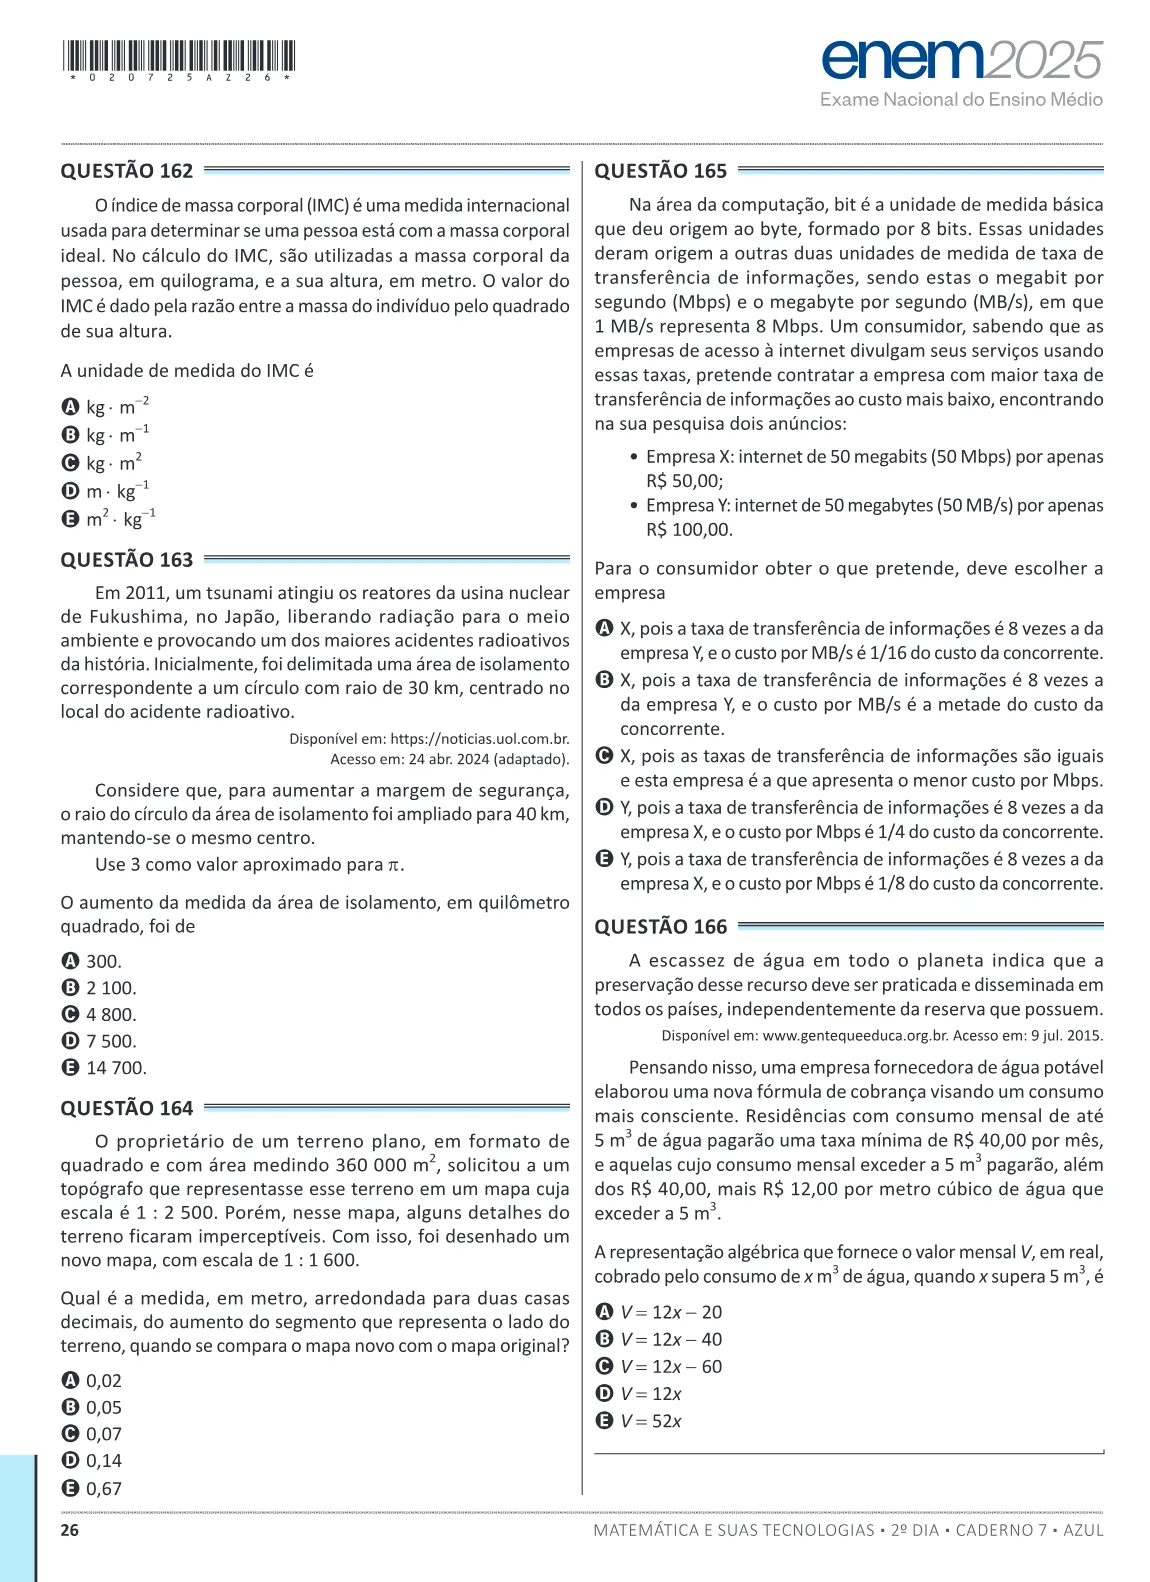 *020725AZ26*
enem2025
Exame Nacional do Ensino Médio
QUESTÃO 162
O índice de massa corporal (IMC) é uma medida internacional
usada para determinar se uma pessoa está com a massa corporal
ideal. No cálculo do IMC, são utilizadas a massa corporal da
pessoa, em quilograma, e a sua altura, em metro. O valor do
IMC é dado pela razão entre a massa do indivíduo pelo quadrado
de sua altura.
A unidade de medida do IMC é
A kg · m⁻²
B kg · m⁻¹
C kg · m²
D m · kg⁻¹
E m² · kg⁻¹
QUESTÃO 163
Em 2011, um tsunami atingiu os reatores da usina nuclear
de Fukushima, no Japão, liberando radiação para o meio
ambiente e provocando um dos maiores acidentes radioativos
da história. Inicialmente, foi delimitada uma área de isolamento
correspondente a um círculo com raio de 30 km, centrado no
local do acidente radioativo.
Disponível em: https://noticias.uol.com.br.
Acesso em: 24 abr. 2024 (adaptado).
Considere que, para aumentar a margem de segurança,
o raio do círculo da área de isolamento foi ampliado para 40 km,
mantendo-se o mesmo centro.
Use 3 como valor aproximado para π.
O aumento da medida da área de isolamento, em quilômetro
quadrado, foi de
A 300.
B 2 100.
C 4 800.
D 7 500.
E 14 700.
QUESTÃO 164
O proprietário de um terreno plano, em formato de
quadrado e com área medindo 360 000 m², solicitou a um
topógrafo que representasse esse terreno em um mapa cuja
escala é 1 : 2 500. Porém, nesse mapa, alguns detalhes do
terreno ficaram imperceptíveis. Com isso, foi desenhado um
novo mapa, com escala de 1 : 1 600.
Qual é a medida, em metro, arredondada para duas casas
decimais, do aumento do segmento que representa o lado do
terreno, quando se compara o mapa novo com o mapa original?
A 0,02
B 0,05
C 0,07
D 0,14
E 0,67
QUESTÃO 165
Na área da computação, bit é a unidade de medida básica
que deu origem ao byte, formado por 8 bits. Essas unidades
deram origem a outras duas unidades de medida de taxa de
transferência de informações, sendo estas o megabit por
segundo (Mbps) e o megabyte por segundo (MB/s), em que
1 MB/s representa 8 Mbps. Um consumidor, sabendo que as
empresas de acesso à internet divulgam seus serviços usando
essas taxas, pretende contratar a empresa com maior taxa de
transferência de informações ao custo mais baixo, encontrando
na sua pesquisa dois anúncios:
• Empresa X: internet de 50 megabits (50 Mbps) por apenas
R$ 50,00;
• Empresa Y: internet de 50 megabytes (50 MB/s) por apenas
R$ 100,00.
Para o consumidor obter o que pretende, deve escolher a
empresa
A X, pois a taxa de transferência de informações é 8 vezes a da
empresa Y, e o custo por MB/s é 1/16 do custo da concorrente.
B X, pois a taxa de transferência de informações é 8 vezes a
da empresa Y, e o custo por MB/s é a metade do custo da
concorrente.
C X, pois as taxas de transferência de informações são iguais
e esta empresa é a que apresenta o menor custo por Mbps.
D Y, pois a taxa de transferência de informações é 8 vezes a da
empresa X, e o custo por Mbps é 1/4 do custo da concorrente.
E Y, pois a taxa de transferência de informações é 8 vezes a da
empresa X, e o custo por Mbps é 1/8 do custo da concorrente.
QUESTÃO 166
A escassez de água em todo o planeta indica que a
preservação desse recurso deve ser praticada e disseminada em
todos os países, independentemente da reserva que possuem.
Disponível em: www.gentequeeduca.org.br. Acesso em: 9 jul. 2015.
Pensando nisso, uma empresa fornecedora de água potável
elaborou uma nova fórmula de cobrança visando um consumo
mais consciente. Residências com consumo mensal de até
5 m³ de água pagarão uma taxa mínima de R$ 40,00 por mês,
e aquelas cujo consumo mensal exceder a 5 m³ pagarão, além
dos R$ 40,00, mais R$ 12,00 por metro cúbico de água que
exceder a 5 m³.
A representação algébrica que fornece o valor mensal V, em real,
cobrado pelo consumo de x m³ de água, quando x supera 5 m³, é
A V = 12x – 20
B V = 12x – 40
C V = 12x – 60
D V = 12x
E V = 52x
26
MATEMÁTICA E SUAS TECNOLOGIAS • 2º DIA • CADERNO 7 • AZUL